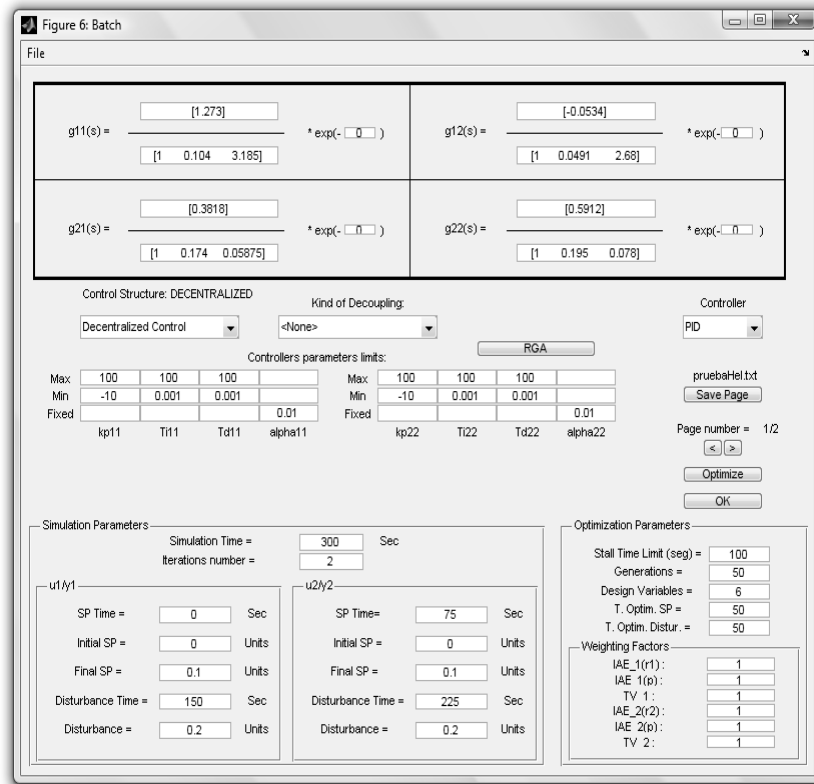 Figure 6: Batch
File
g11(s) = [1.273] * exp(- 0 )
[1 0.104 3.185]
g12(s) = [-0.0534] * exp(- 0 )
[1 0.0491 2.68]
g21(s) = [0.3818] * exp(- 0 )
[1 0.174 0.05875]
g22(s) = [0.5912] * exp(- 0 )
[1 0.195 0.078]
Control Structure: DECENTRALIZED
Decentralized Control
Kind of Decoupling:
<None>
Controller
PID
RGA
Controllers parameters limits:
Max 100 100 100
Min -10 0.001 0.001
Fixed 0.01
kp11 Ti11 Td11 alpha11
Max 100 100 100
Min -10 0.001 0.001
Fixed 0.01
kp22 Ti22 Td22 alpha22
pruebaHel.txt
Save Page
Page number = 1/2
< >
Optimize
OK
Simulation Parameters
Simulation Time = 300 Sec
Iterations number = 2
u1/y1
SP Time = 0 Sec
Initial SP = 0 Units
Final SP = 0.1 Units
Disturbance Time = 150 Sec
Disturbance = 0.2 Units
u2/y2
SP Time= 75 Sec
Initial SP = 0 Units
Final SP = 0.1 Units
Disturbance Time = 225 Sec
Disturbance = 0.2 Units
Optimization Parameters
Stall Time Limit (seg) = 100
Generations = 50
Design Variables = 6
T. Optim. SP = 50
T. Optim. Distur. = 50
Weighting Factors
IAE_1(r1) : 1
IAE_1(p) : 1
TV_1 : 1
IAE_2(r2) : 1
IAE_2(p) : 1
TV_2 : 1